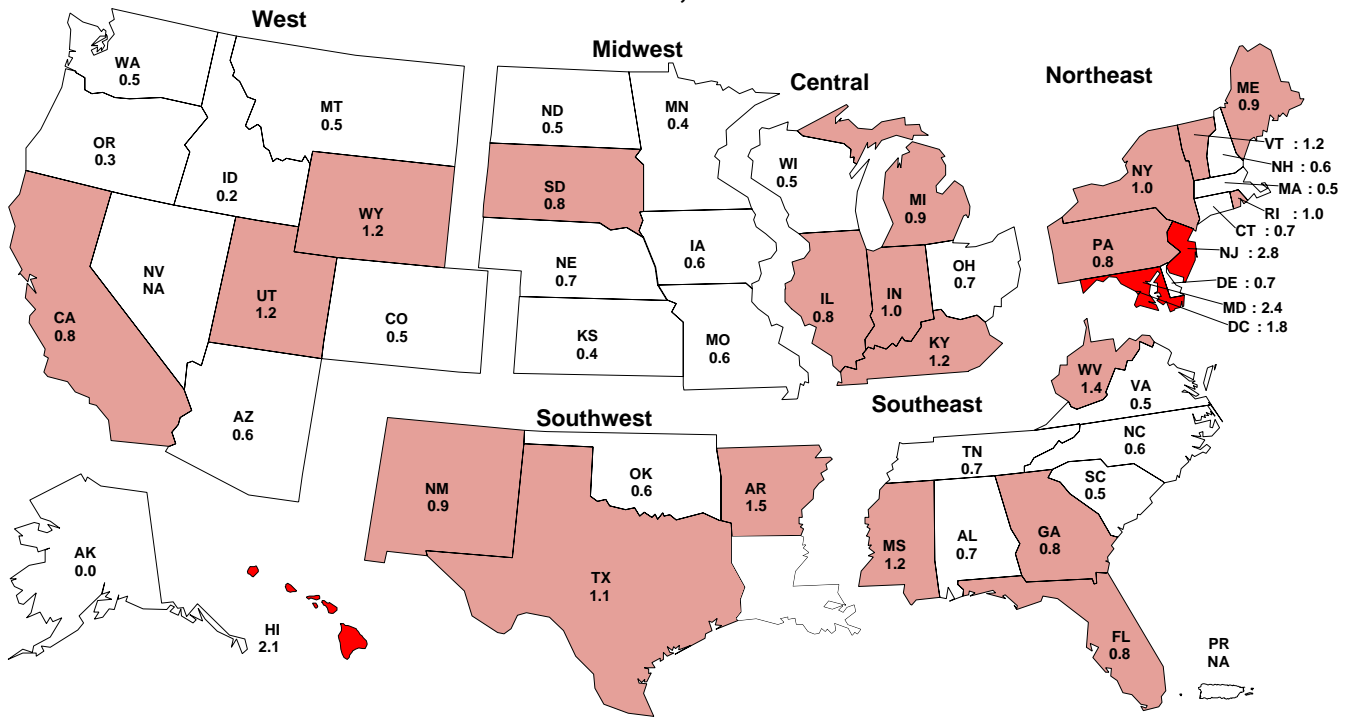 West
WA
0.5
OR
0.3
MT
0.5
ID
0.2
WY
1.2
CA
0.8
NV
NA
UT
1.2
CO
0.5
AZ
0.6
AK
0.0
HI
2.1
Midwest
ND
0.5
MN
0.4
SD
0.8
NE
0.7
IA
0.6
KS
0.4
MO
0.6
Central
WI
0.5
MI
0.9
IL
0.8
IN
1.0
OH
0.7
KY
1.2
Northeast
ME
0.9
VT : 1.2
NH : 0.6
MA : 0.5
RI : 1.0
CT : 0.7
NJ : 2.8
DE : 0.7
MD : 2.4
DC : 1.8
NY
1.0
PA
0.8
Southwest
NM
0.9
OK
0.6
AR
1.5
TX
1.1
Southeast
WV
1.4
VA
0.5
TN
0.7
NC
0.6
SC
0.5
MS
1.2
AL
0.7
GA
0.8
FL
0.8
PR
NA